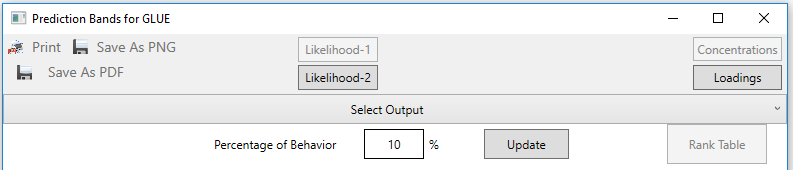 Prediction Bands for GLUE
Print Save As PNG Likelihood-1 Concentrations
Save As PDF Likelihood-2 Loadings
Select Output
Percentage of Behavior 10 % Update Rank Table